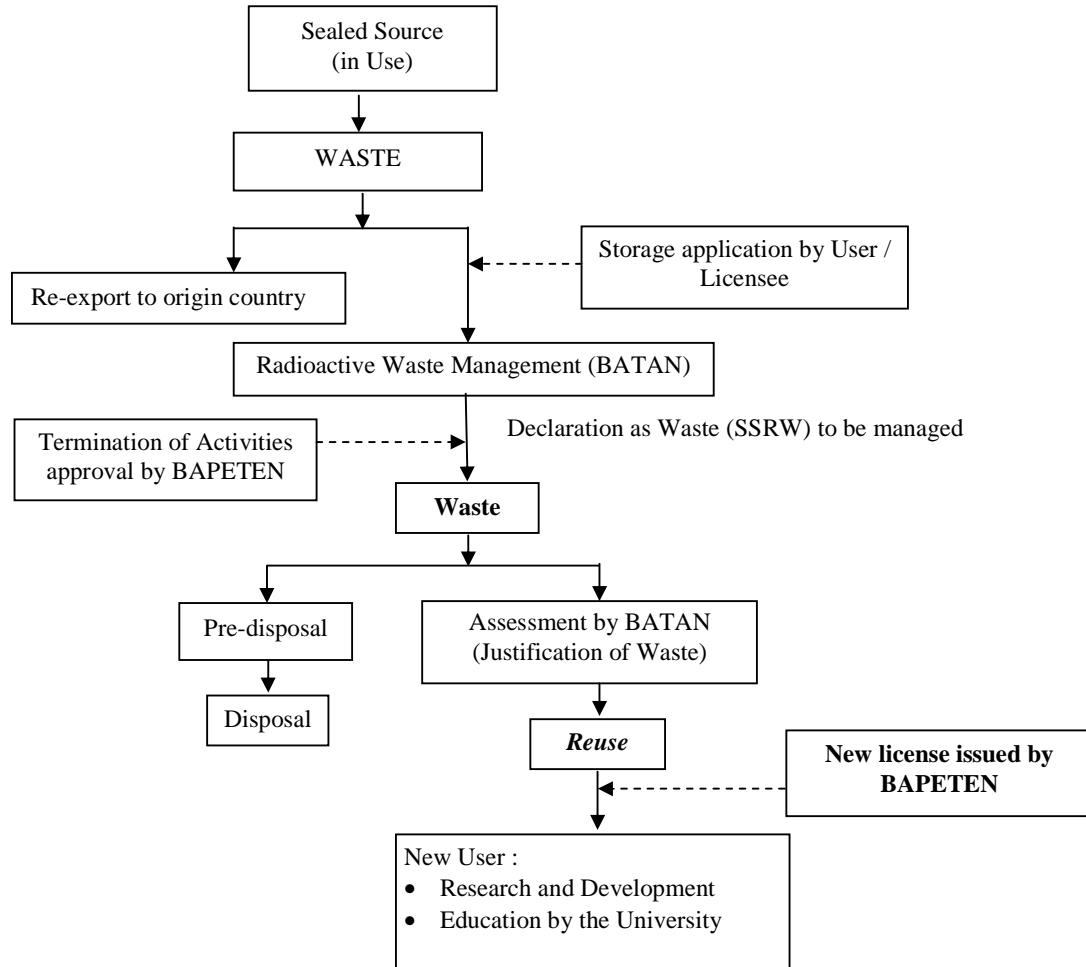 Sealed Source
(in Use)
WASTE
Storage application by User /
Licensee
Re-export to origin country
Radioactive Waste Management (BATAN)
Declaration as Waste (SSRW) to be managed
Termination of Activities
approval by BAPETEN
Waste
Pre-disposal
Assessment by BATAN
(Justification of Waste)
Disposal
Reuse
New license issued by
BAPETEN
New User :
• Research and Development
• Education by the University